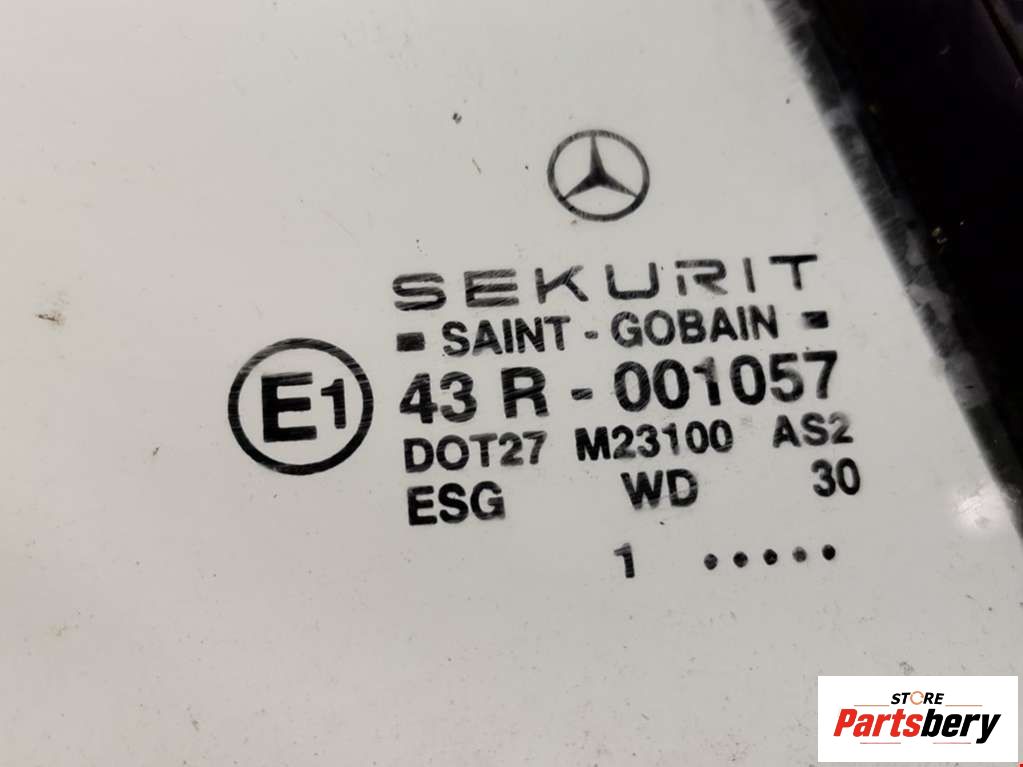 SEKURIT
▪ SAINT - GOBAIN ▪
E1
43 R - 001057
DOT27 M23100 AS2
ESG WD 30
1 •••••
STORE
Partsbery